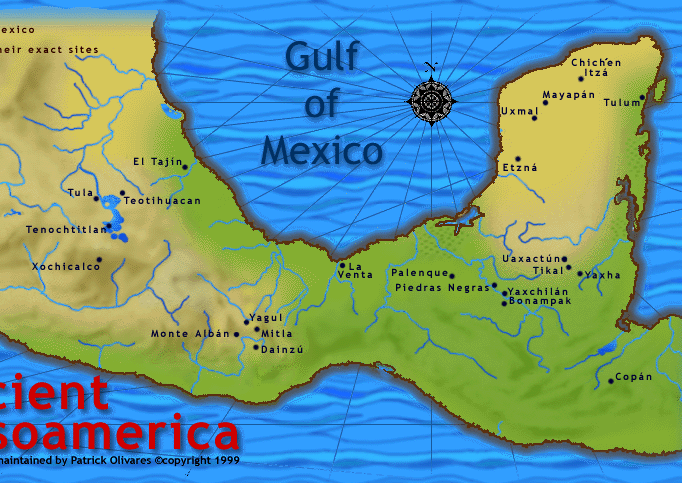 exico
heir exact sites
Gulf
of
Mexico
N
Chich'en
Itzá
Mayapán
Uxmal
Tulum
El Tajín
Etzná
Tula
Teotihuacan
Tenochtitlan
Xochicalco
Uaxactún
Tikal
Yaxha
La
Venta
Palenque
Piedras Negras
Yaxchilán
Bonampak
Yagul
Monte Albán
Mitla
Dainzú
Copán
cient
soamerica
maintained by Patrick Olivares ©copyright 1999